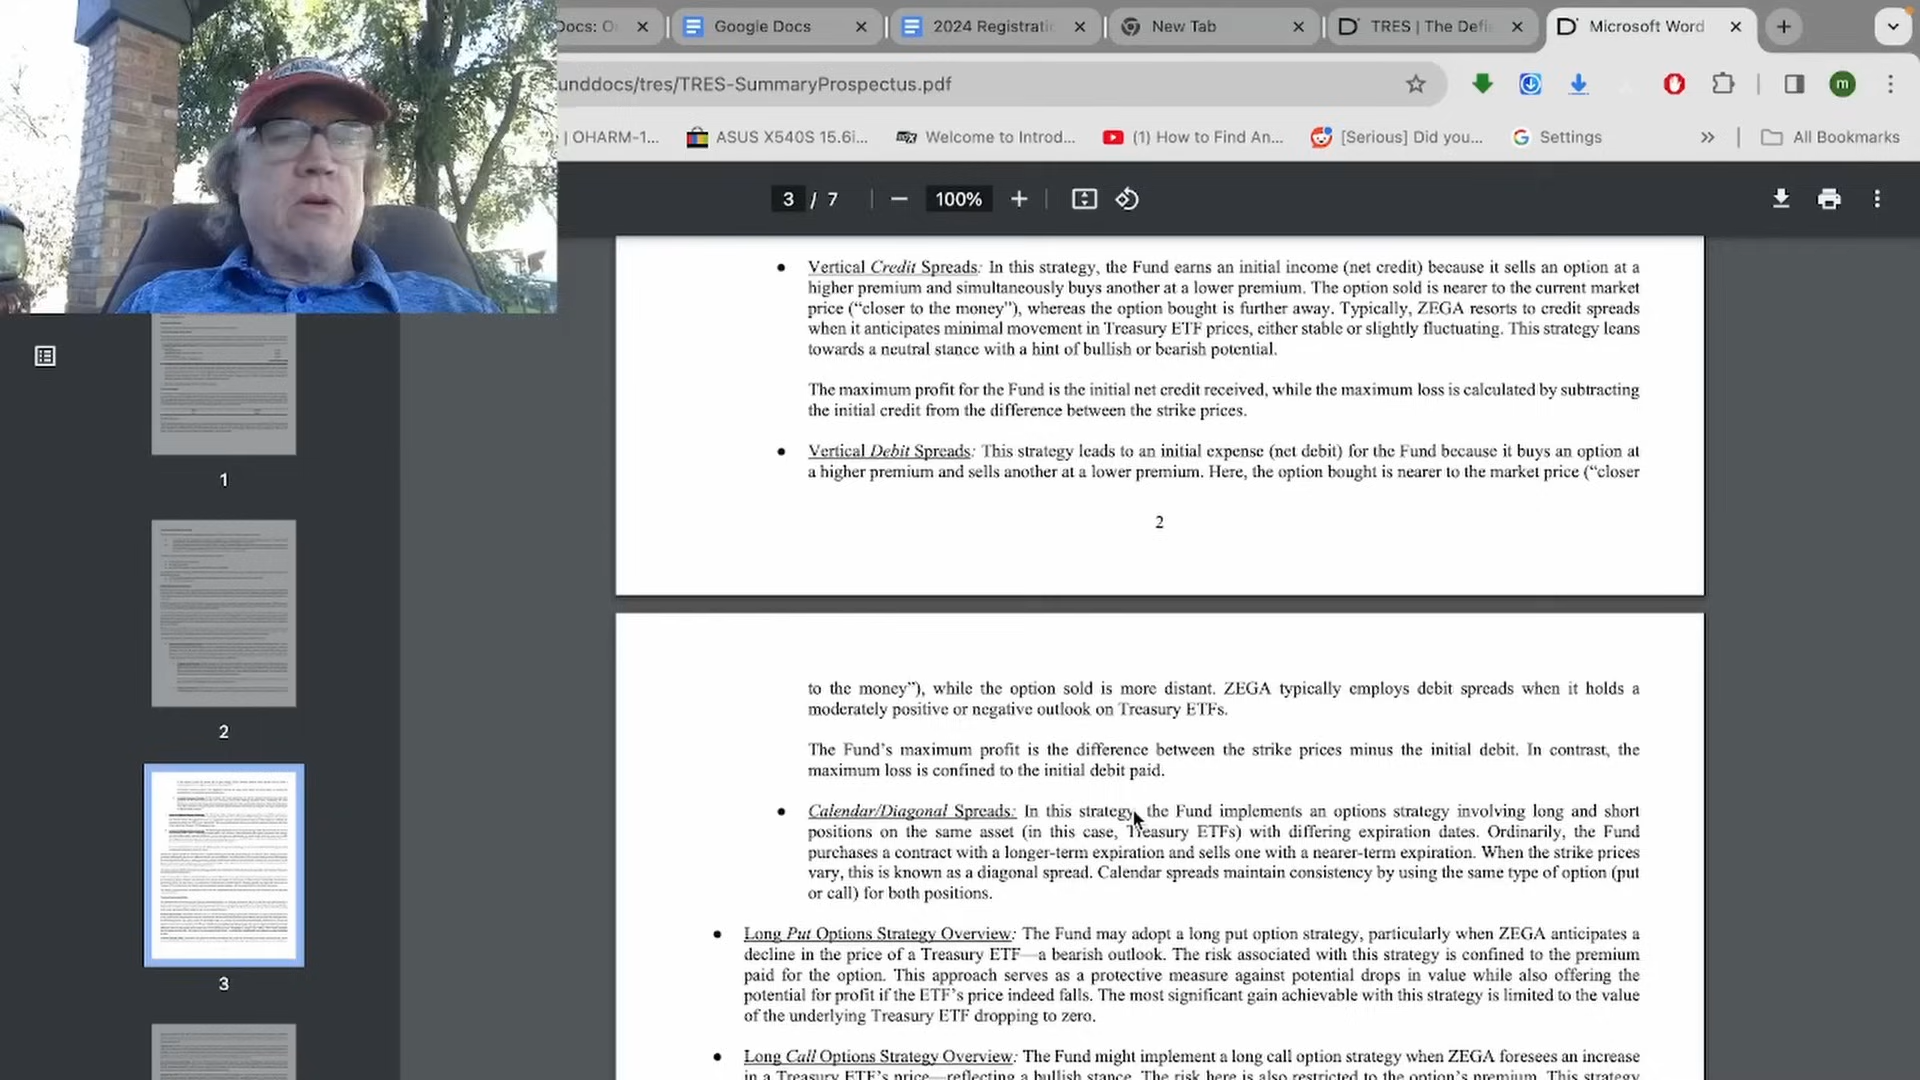 Docs: O
Google Docs
2024 Registrati
New Tab
TRES | The Defi
Microsoft Word
unddocs/tres/TRES-SummaryProspectus.pdf
m
| OHARM-1...
ASUS X540S 15.6i...
Welcome to Introd...
(1) How to Find An...
[Serious] Did you...
Settings
All Bookmarks
3 / 7
100%
• Vertical Credit Spreads: In this strategy, the Fund earns an initial income (net credit) because it sells an option at a
higher premium and simultaneously buys another at a lower premium. The option sold is nearer to the current market
price (“closer to the money”), whereas the option bought is further away. Typically, ZEGA resorts to credit spreads
when it anticipates minimal movement in Treasury ETF prices, either stable or slightly fluctuating. This strategy leans
towards a neutral stance with a hint of bullish or bearish potential.
The maximum profit for the Fund is the initial net credit received, while the maximum loss is calculated by subtracting
the initial credit from the difference between the strike prices.
• Vertical Debit Spreads: This strategy leads to an initial expense (net debit) for the Fund because it buys an option at
a higher premium and sells another at a lower premium. Here, the option bought is nearer to the market price (“closer
2
to the money”), while the option sold is more distant. ZEGA typically employs debit spreads when it holds a
moderately positive or negative outlook on Treasury ETFs.
The Fund’s maximum profit is the difference between the strike prices minus the initial debit. In contrast, the
maximum loss is confined to the initial debit paid.
• Calendar/Diagonal Spreads: In this strategy, the Fund implements an options strategy involving long and short
positions on the same asset (in this case, Treasury ETFs) with differing expiration dates. Ordinarily, the Fund
purchases a contract with a longer-term expiration and sells one with a nearer-term expiration. When the strike prices
vary, this is known as a diagonal spread. Calendar spreads maintain consistency by using the same type of option (put
or call) for both positions.
• Long Put Options Strategy Overview: The Fund may adopt a long put option strategy, particularly when ZEGA anticipates a
decline in the price of a Treasury ETF—a bearish outlook. The risk associated with this strategy is confined to the premium
paid for the option. This approach serves as a protective measure against potential drops in value while also offering the
potential for profit if the ETF’s price indeed falls. The most significant gain achievable with this strategy is limited to the value
of the underlying Treasury ETF dropping to zero.
• Long Call Options Strategy Overview: The Fund might implement a long call option strategy when ZEGA foresees an increase
in a Treasury ETF’s price—reflecting a bullish stance. The risk here is also restricted to the option’s premium. This strategy
1
2
3